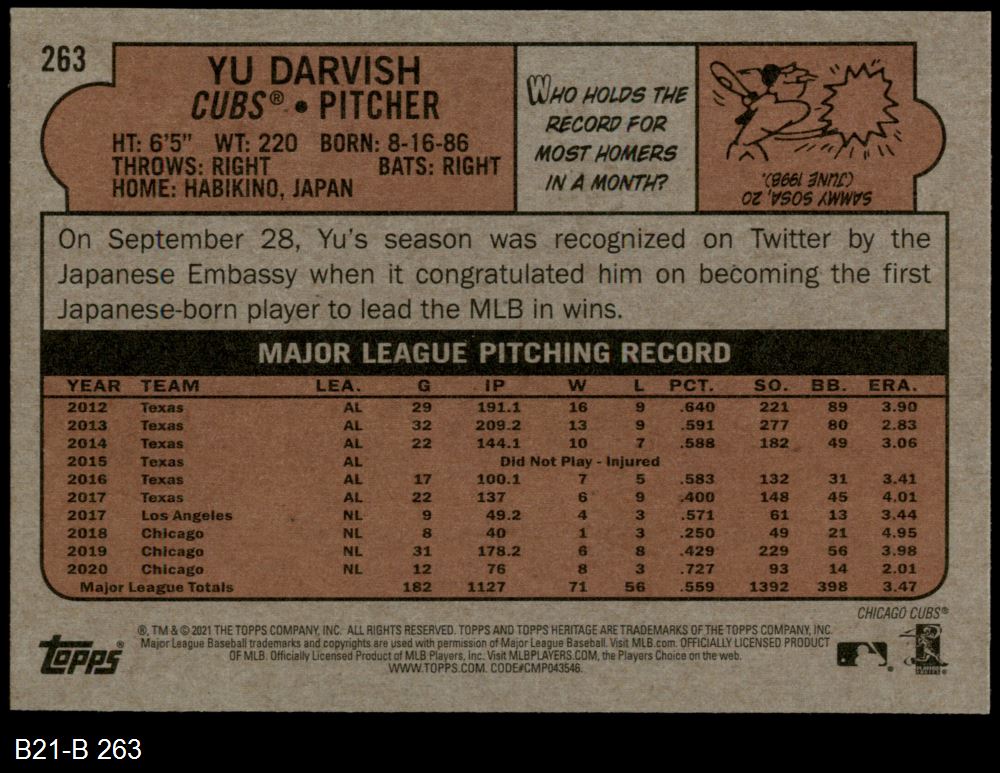 263
YU DARVISH
CUBS® • PITCHER
HT: 6'5" WT: 220 BORN: 8-16-86
THROWS: RIGHT BATS: RIGHT
HOME: HABIKINO, JAPAN
WHO HOLDS THE
RECORD FOR
MOST HOMERS
IN A MONTH?
SAMMY SOSA, 20
(JUNE 1998).
On September 28, Yu's season was recognized on Twitter by the
Japanese Embassy when it congratulated him on becoming the first
Japanese-born player to lead the MLB in wins.
MAJOR LEAGUE PITCHING RECORD
YEAR TEAM LEA. G IP W L PCT. SO. BB. ERA.
2012 Texas AL 29 191.1 16 9 .640 221 89 3.90
2013 Texas AL 32 209.2 13 9 .591 277 80 2.83
2014 Texas AL 22 144.1 10 7 .588 182 49 3.06
2015 Texas AL Did Not Play - Injured
2016 Texas AL 17 100.1 7 5 .583 132 31 3.41
2017 Texas AL 22 137 6 9 .400 148 45 4.01
2017 Los Angeles NL 9 49.2 4 3 .571 61 13 3.44
2018 Chicago NL 8 40 1 3 .250 49 21 4.95
2019 Chicago NL 31 178.2 6 8 .429 229 56 3.98
2020 Chicago NL 12 76 8 3 .727 93 14 2.01
Major League Totals 182 1127 71 56 .559 1392 398 3.47
CHICAGO CUBS®
®, TM & © 2021 THE TOPPS COMPANY, INC. ALL RIGHTS RESERVED. TOPPS AND TOPPS HERITAGE ARE TRADEMARKS OF THE TOPPS COMPANY, INC.
Major League Baseball trademarks and copyrights are used with permission of Major League Baseball. Visit MLB.com. OFFICIALLY LICENSED PRODUCT
OF MLB. Officially Licensed Product of MLB Players, Inc. Visit MLBPLAYERS.COM, the Players Choice on the web.
WWW.TOPPS.COM. CODE#CMP043546.
topps®
B21-B 263